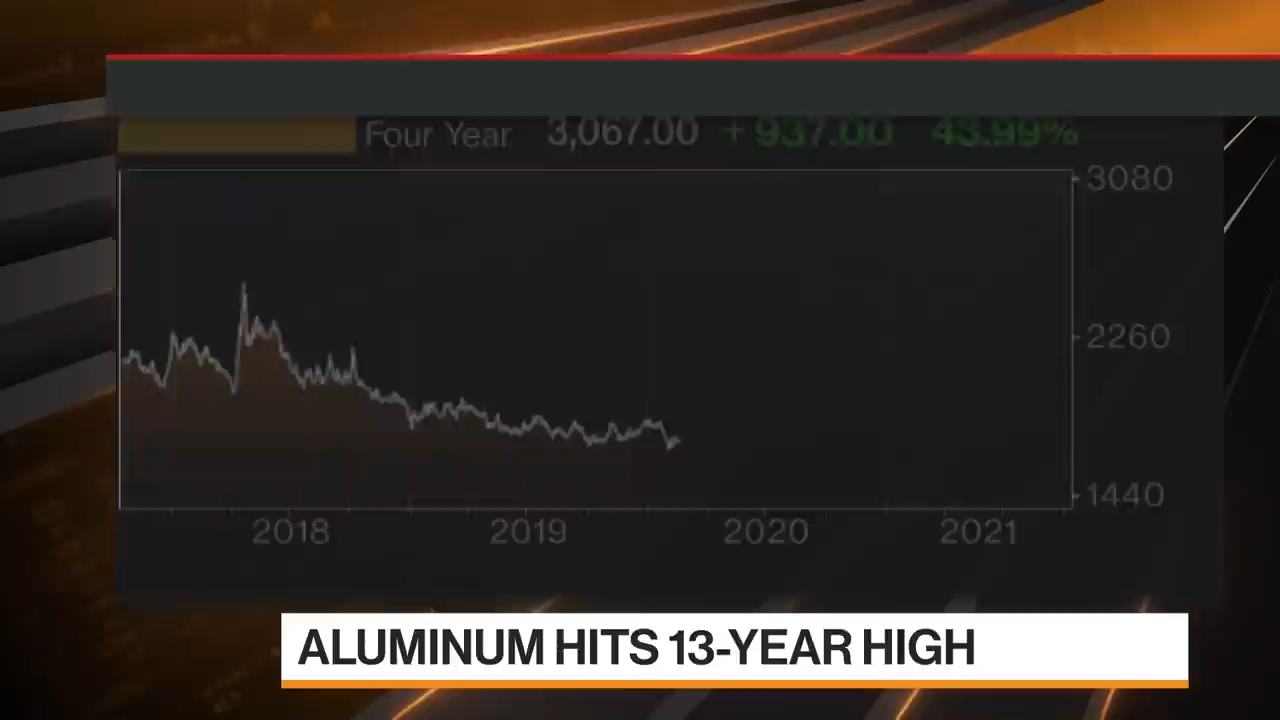 Four Year 3,067.00 +937.00 43.99%
3080
2260
1440
2018 2019 2020 2021
ALUMINUM HITS 13-YEAR HIGH